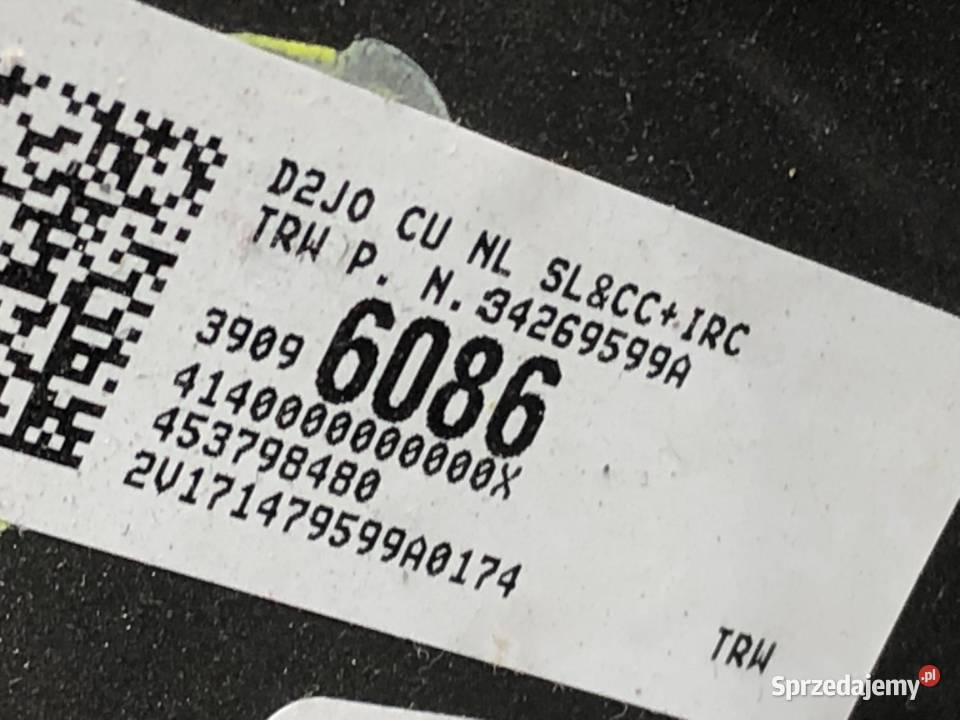 D2JO CU NL SL&CC+IRC
TRW P. N.34269599A
3909 6086
4140000000000X
453798480
2V171479599A0174
TRW
Sprzedajemy.pl